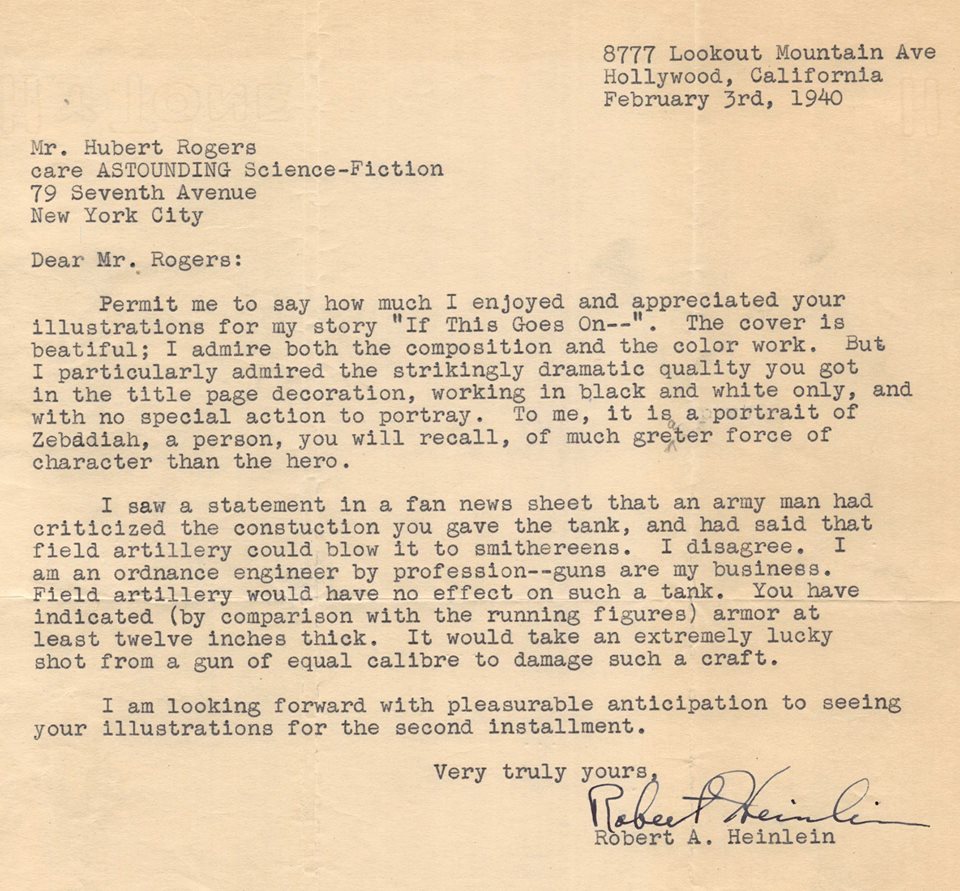 8777 Lookout Mountain Ave
Hollywood, California
February 3rd, 1940
Mr. Hubert Rogers
care ASTOUNDING Science-Fiction
79 Seventh Avenue
New York City
Dear Mr. Rogers:
Permit me to say how much I enjoyed and appreciated your
illustrations for my story "If This Goes On--". The cover is
beatiful; I admire both the composition and the color work. But
I particularly admired the strikingly dramatic quality you got
in the title page decoration, working in black and white only, and
with no special action to portray. To me, it is a portrait of
Zebadiah, a person, you will recall, of much greater force of
character than the hero.
I saw a statement in a fan news sheet that an army man had
criticized the constuction you gave the tank, and had said that
field artillery could blow it to smithereens. I disagree. I
am an ordnance engineer by profession--guns are my business.
Field artillery would have no effect on such a tank. You have
indicated (by comparison with the running figures) armor at
least twelve inches thick. It would take an extremely lucky
shot from a gun of equal calibre to damage such a craft.
I am looking forward with pleasurable anticipation to seeing
your illustrations for the second installment.
Very truly yours,
Robert Heinlein
Robert A. Heinlein